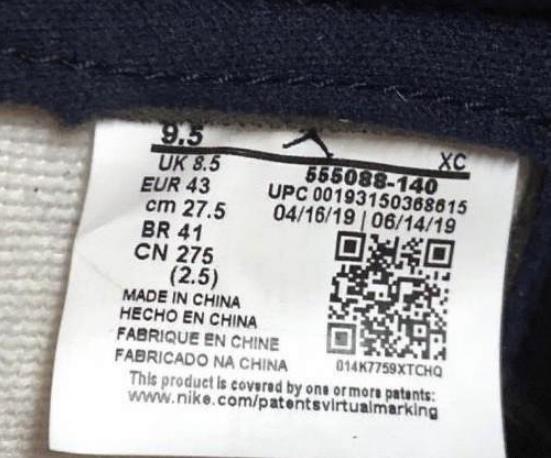 9.5
XC
UK 8.5
555088-140
EUR 43
UPC 00193150368615
cm 27.5
04/16/19 | 06/14/19
BR 41
CN 275
(2.5)
MADE IN CHINA
HECHO EN CHINA
FABRIQUE EN CHINE
FABRICADO NA CHINA
014K7759XTCHQ
This product is covered by one or more patents:
www.nike.com/patentsvirtualmarking